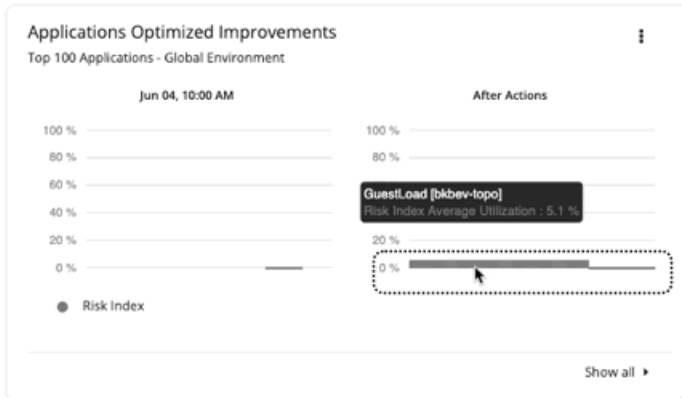 Applications Optimized Improvements
Top 100 Applications - Global Environment
Jun 04, 10:00 AM
100 %
80 %
60 %
40 %
20 %
0 %
Risk Index
After Actions
100 %
80 %
GuestLoad [bkbev-topo]
Risk Index Average Utilization : 5.1 %
20 %
0 %
Show all